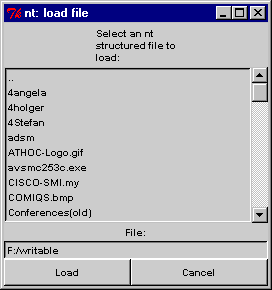 nt: load file
Select an nt
structured file to
load:
..
4angela
4holger
4Stefan
adsm
ATHOC-Logo.gif
avsmc253c.exe
CISCO-SMI.my
COMIQS.bmp
Conferences(old)
File:
F:/writable
Load Cancel